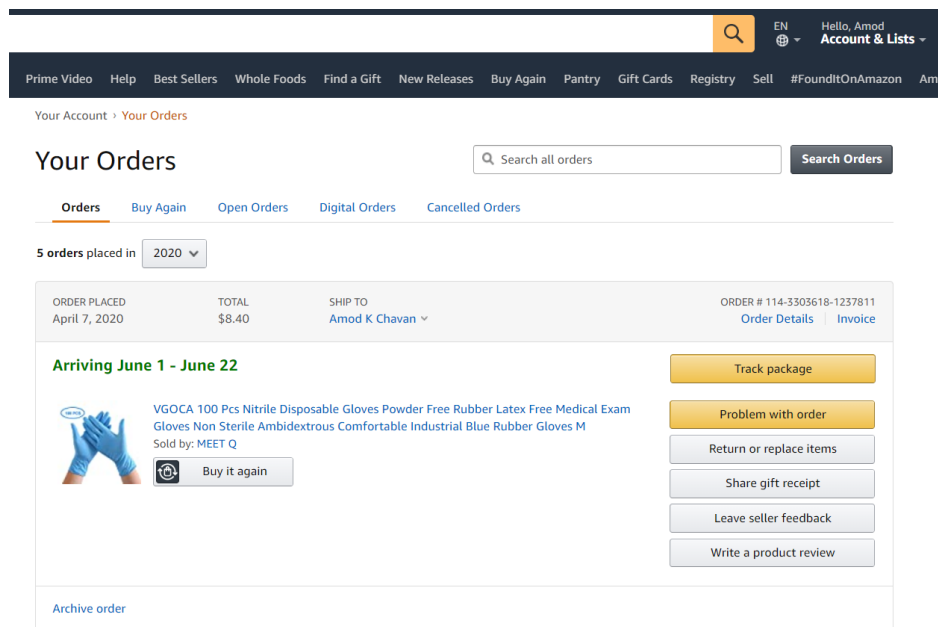 EN
Hello, Amod
Account & Lists
Prime Video Help Best Sellers Whole Foods Find a Gift New Releases Buy Again Pantry Gift Cards Registry Sell #FoundItOnAmazon Am
Your Account › Your Orders
Your Orders
Search all orders
Search Orders
Orders Buy Again Open Orders Digital Orders Cancelled Orders
5 orders placed in 2020
ORDER PLACED TOTAL SHIP TO ORDER # 114-3303618-1237811
April 7, 2020 $8.40 Amod K Chavan Order Details Invoice
Arriving June 1 - June 22
Track package
100 PCS
VGOCA 100 Pcs Nitrile Disposable Gloves Powder Free Rubber Latex Free Medical Exam
Gloves Non Sterile Ambidextrous Comfortable Industrial Blue Rubber Gloves M
Sold by: MEET Q
Buy it again
Problem with order
Return or replace items
Share gift receipt
Leave seller feedback
Write a product review
Archive order